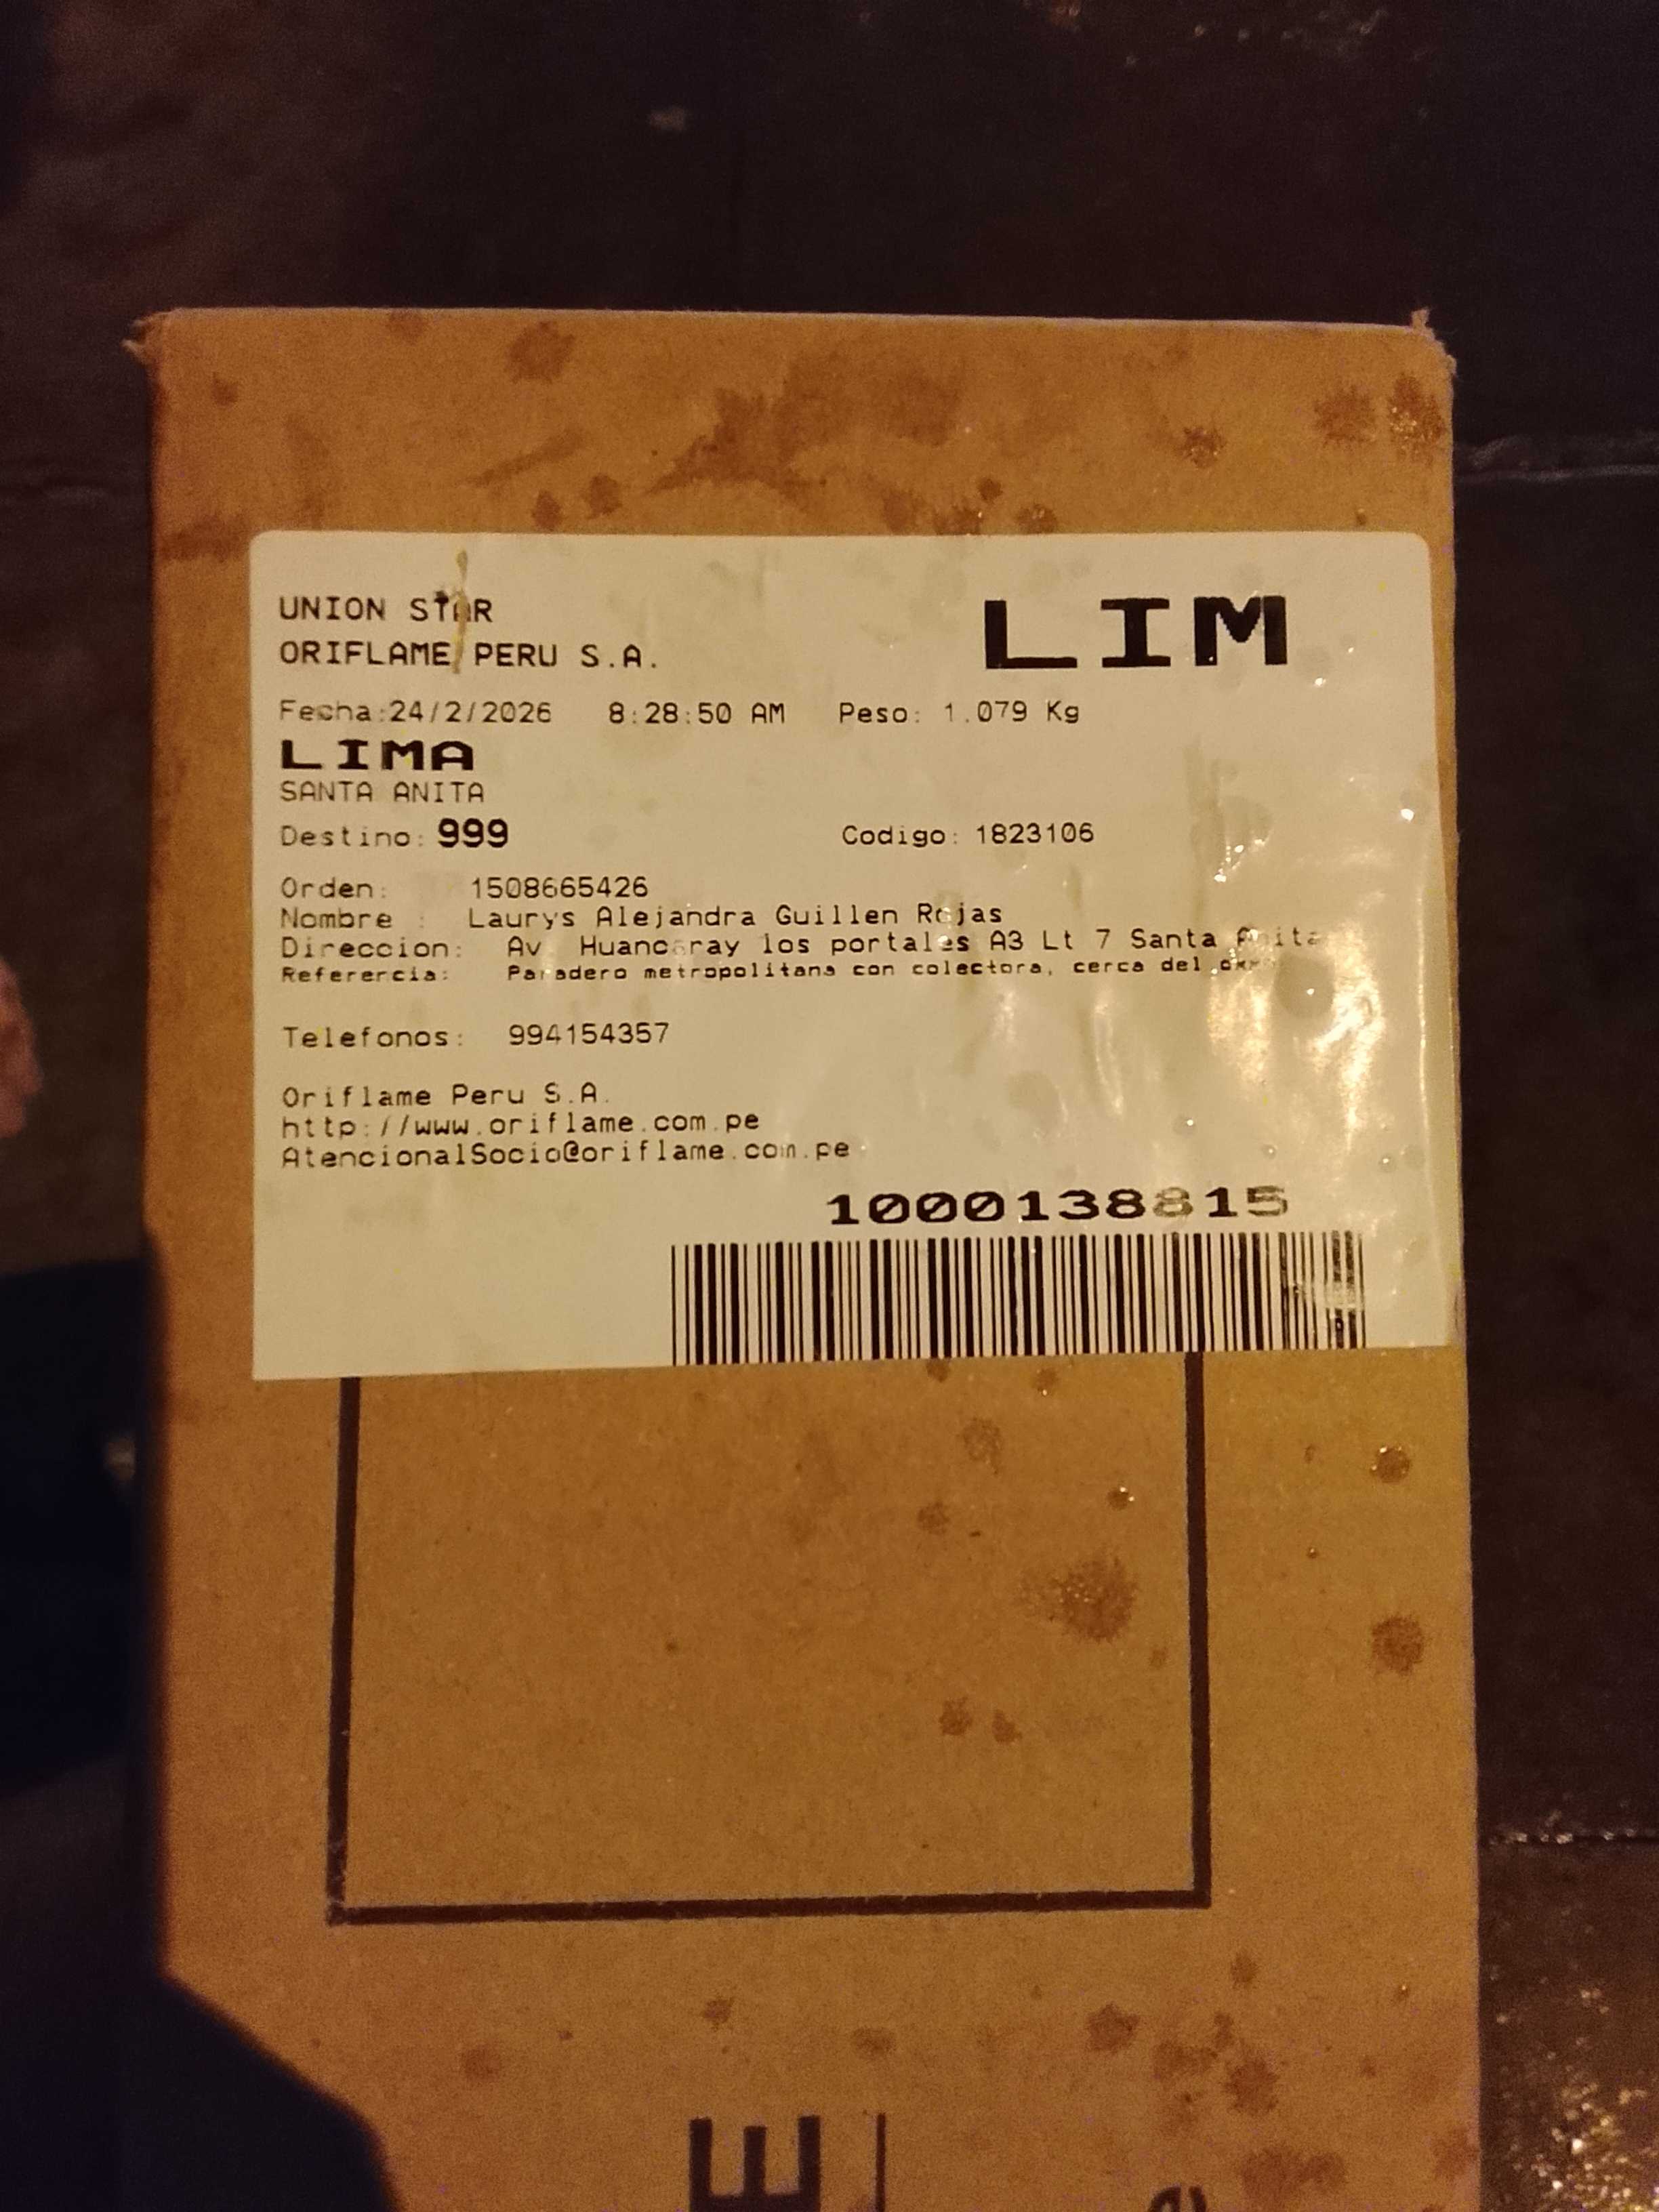 UNION STAR
LIM
ORIFLAME PERU S.A.
Fecha:24/2/2026 8:28:50 AM Peso: 1.079 Kg
LIMA
SANTA ANITA
Destino: 999 Codigo: 1823106
Orden: 1508665426
Nombre : Laurys Alejandra Guillen Rojas
Direccion: Av Huancaray los portales A3 Lt 7 Santa Anita
Referencia: Paradero metropolitana con colectora, cerca del
Telefonos: 994154357
Oriflame Peru S.A.
http://www.oriflame.com.pe
AtencionalSocio@oriflame.com.pe
1000138815